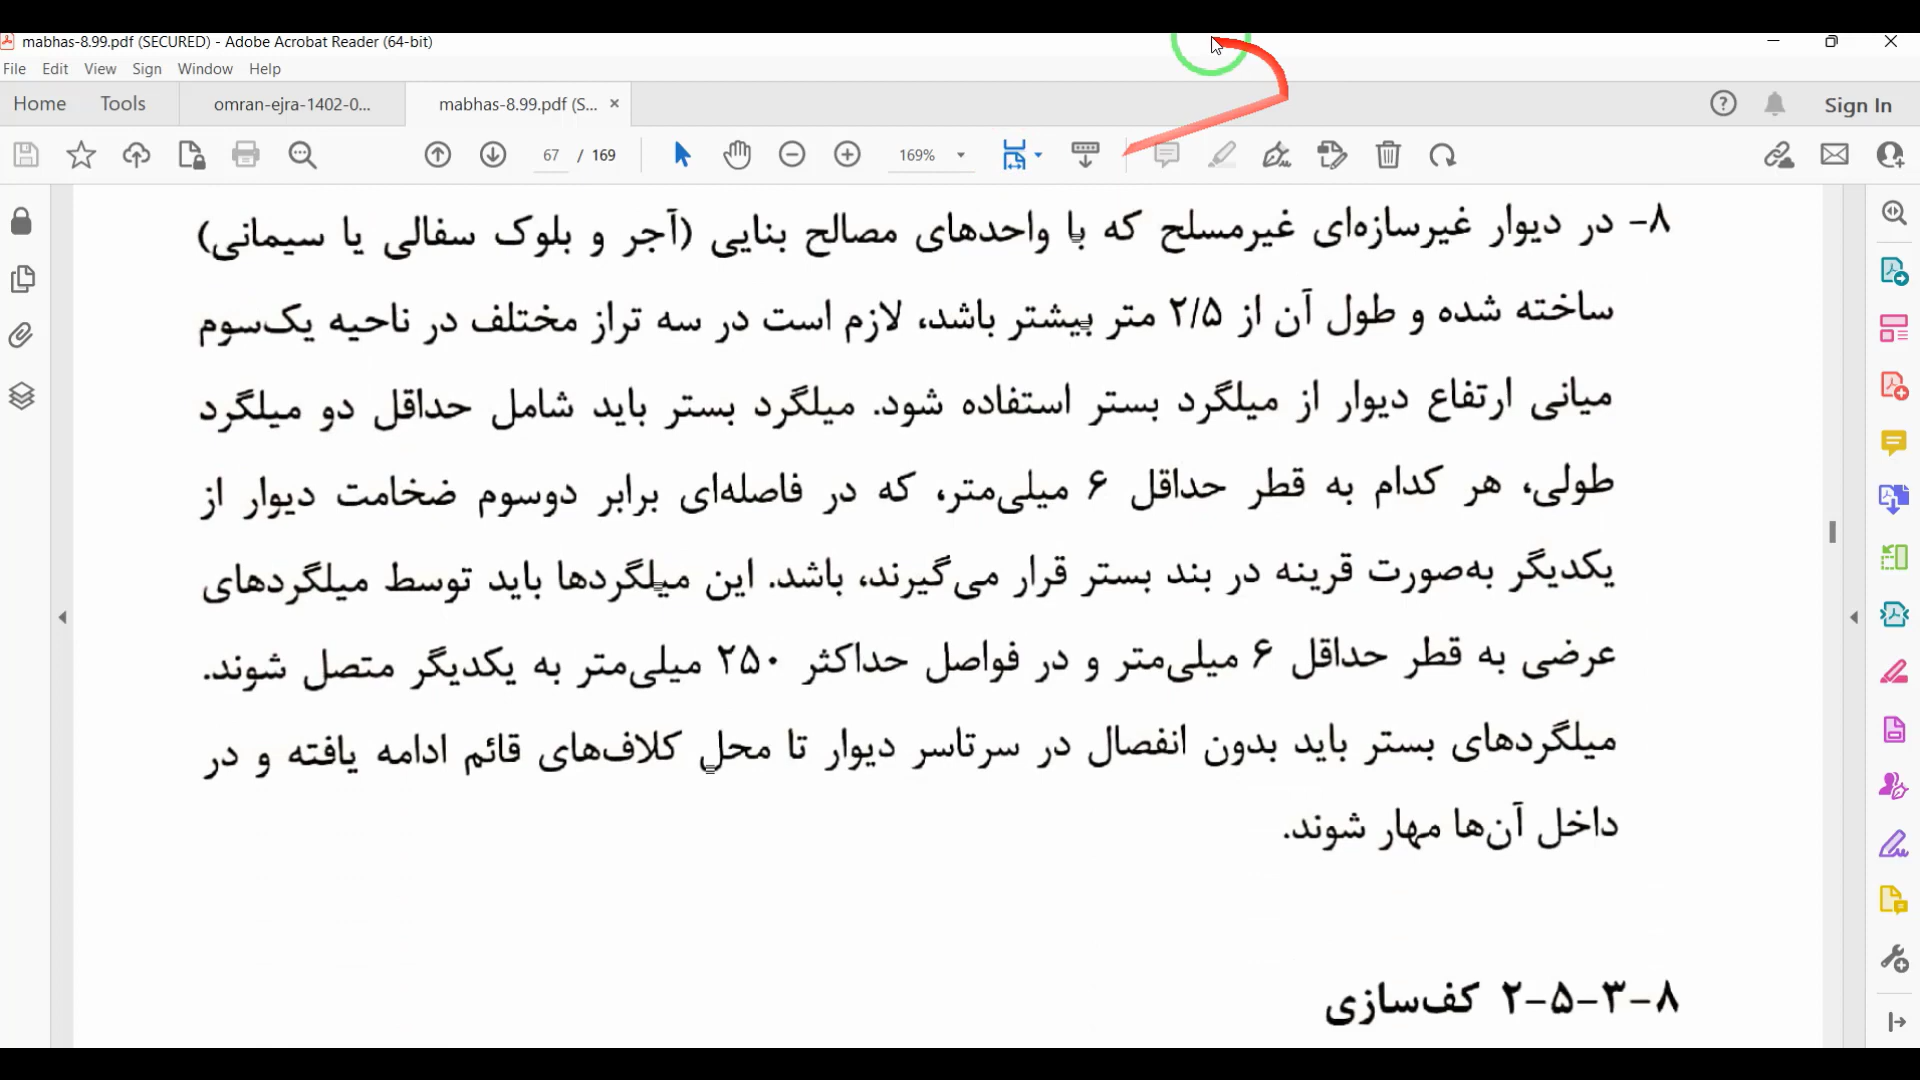 mabhas-8.99.pdf (SECURED) - Adobe Acrobat Reader (64-bit)
File Edit View Sign Window Help
Home Tools omran-ejra-1402-0... mabhas-8.99.pdf (S... Sign In
67 / 169 169%
۸- در دیوار غیرسازه‌ای غیرمسلح که با واحدهای مصالح بنایی (آجر و بلوک سفالی یا سیمانی)
ساخته شده و طول آن از ۲/۵ متر بیشتر باشد، لازم است در سه تراز مختلف در ناحیه یک‌سوم
میانی ارتفاع دیوار از میلگرد بستر استفاده شود. میلگرد بستر باید شامل حداقل دو میلگرد
طولی، هر کدام به قطر حداقل ۶ میلی‌متر، که در فاصله‌ای برابر دوسوم ضخامت دیوار از
یکدیگر به‌صورت قرینه در بند بستر قرار می‌گیرند، باشد. این میلگردها باید توسط میلگردهای
عرضی به قطر حداقل ۶ میلی‌متر و در فواصل حداکثر ۲۵۰ میلی‌متر به یکدیگر متصل شوند.
میلگردهای بستر باید بدون انفصال در سرتاسر دیوار تا محل کلاف‌های قائم ادامه یافته و در
داخل آن‌ها مهار شوند.
۸-۳-۵-۲ کف‌سازی